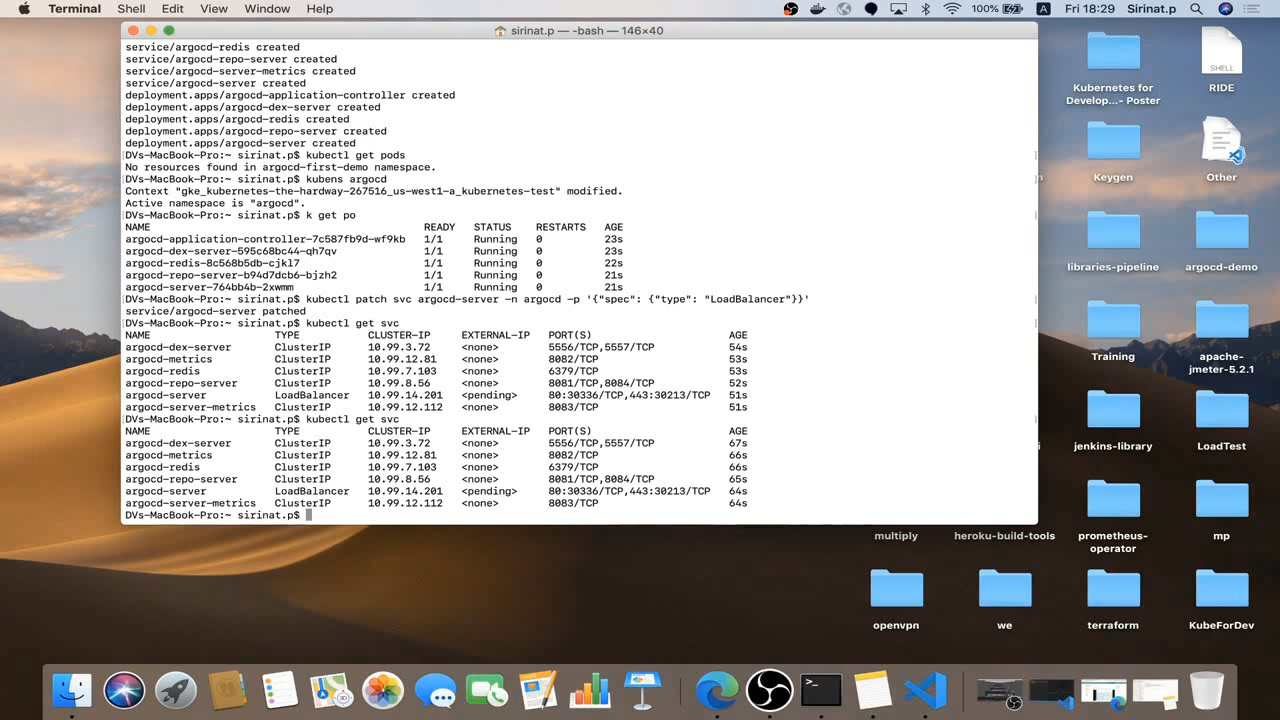 Terminal Shell Edit View Window Help 100% A Fri 18:29 Sirinat.p
sirinat.p — -bash — 146×40
service/argocd-redis created
service/argocd-repo-server created
service/argocd-server-metrics created
service/argocd-server created
deployment.apps/argocd-application-controller created
deployment.apps/argocd-dex-server created
deployment.apps/argocd-redis created
deployment.apps/argocd-repo-server created
deployment.apps/argocd-server created
[DVs-MacBook-Pro:~ sirinat.p$ kubectl get pods ]
No resources found in argocd-first-demo namespace.
[DVs-MacBook-Pro:~ sirinat.p$ kubens argocd ]
Context "gke_kubernetes-the-hardway-267516_us-west1-a_kubernetes-test" modified.
Active namespace is "argocd".
[DVs-MacBook-Pro:~ sirinat.p$ k get po ]
NAME READY STATUS RESTARTS AGE
argocd-application-controller-7c587fb9d-wf9kb 1/1 Running 0 23s
argocd-dex-server-595c68bc44-qh7qv 1/1 Running 0 23s
argocd-redis-8c568b5db-cjkl7 1/1 Running 0 22s
argocd-repo-server-b94d7dcb6-bjzh2 1/1 Running 0 21s
argocd-server-764bb4b-2xwmm 1/1 Running 0 21s
[DVs-MacBook-Pro:~ sirinat.p$ kubectl patch svc argocd-server -n argocd -p '{"spec": {"type": "LoadBalancer"}}' ]
service/argocd-server patched
[DVs-MacBook-Pro:~ sirinat.p$ kubectl get svc ]
NAME TYPE CLUSTER-IP EXTERNAL-IP PORT(S) AGE
argocd-dex-server ClusterIP 10.99.3.72 <none> 5556/TCP,5557/TCP 54s
argocd-metrics ClusterIP 10.99.12.81 <none> 8082/TCP 53s
argocd-redis ClusterIP 10.99.7.103 <none> 6379/TCP 53s
argocd-repo-server ClusterIP 10.99.8.56 <none> 8081/TCP,8084/TCP 52s
argocd-server LoadBalancer 10.99.14.201 <pending> 80:30336/TCP,443:30213/TCP 51s
argocd-server-metrics ClusterIP 10.99.12.112 <none> 8083/TCP 51s
[DVs-MacBook-Pro:~ sirinat.p$ kubectl get svc ]
NAME TYPE CLUSTER-IP EXTERNAL-IP PORT(S) AGE
argocd-dex-server ClusterIP 10.99.3.72 <none> 5556/TCP,5557/TCP 67s
argocd-metrics ClusterIP 10.99.12.81 <none> 8082/TCP 66s
argocd-redis ClusterIP 10.99.7.103 <none> 6379/TCP 66s
argocd-repo-server ClusterIP 10.99.8.56 <none> 8081/TCP,8084/TCP 65s
argocd-server LoadBalancer 10.99.14.201 <pending> 80:30336/TCP,443:30213/TCP 64s
argocd-server-metrics ClusterIP 10.99.12.112 <none> 8083/TCP 64s
DVs-MacBook-Pro:~ sirinat.p$
SHELL
Kubernetes for
Develop...- Poster
RIDE
Keygen
Other
libraries-pipeline
argocd-demo
Training
apache-
jmeter-5.2.1
jenkins-library
LoadTest
multiply
heroku-build-tools
prometheus-
operator
mp
openvpn
we
terraform
KubeForDev